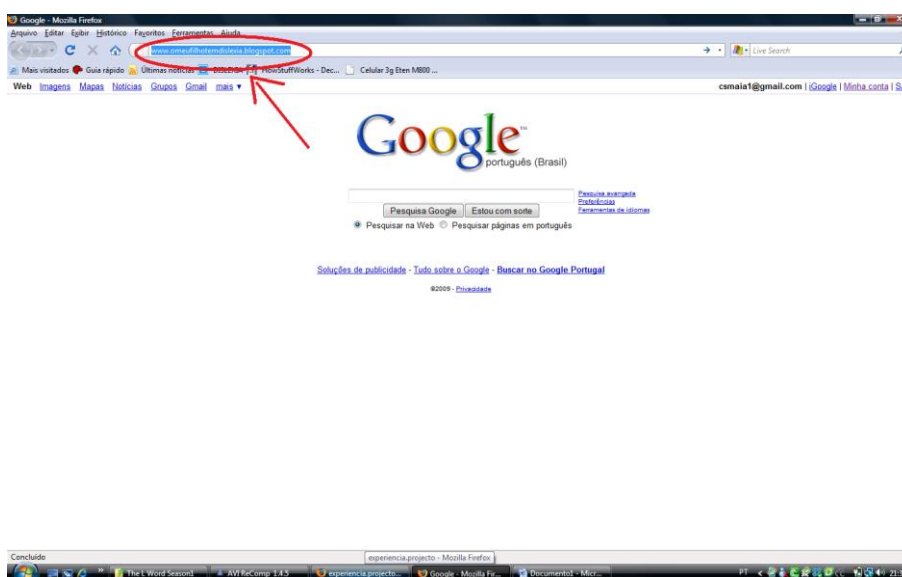 Google - Mozilla Firefox
Arquivo Editar Exibir Histórico Favoritos Ferramentas Ajuda
www.omeufilhotemdislexia.blogspot.com
Live Search
Mais visitados Guia rápido Últimas notícias DISLEXIA HowStuffWorks - Dec... Celular 3g Eten M800 ...
Web Imagens Mapas Notícias Grupos Gmail mais ▼
csmaia1@gmail.com | iGoogle | Minha conta |
Google™
português (Brasil)
Pesquisa avançada
Preferências
Ferramentas de idiomas
Pesquisa Google Estou com sorte
Pesquisar na Web Pesquisar páginas em português
Soluções de publicidade - Tudo sobre o Google - Buscar no Google Portugal
©2009 - Privacidade
Concluído
experiencia.projecto - Mozilla Firefox
The L Word Season1 AVI ReComp 1.4.5 experiencia.projecto... Google - Mozilla Fir... Documento1 - Micr... PT